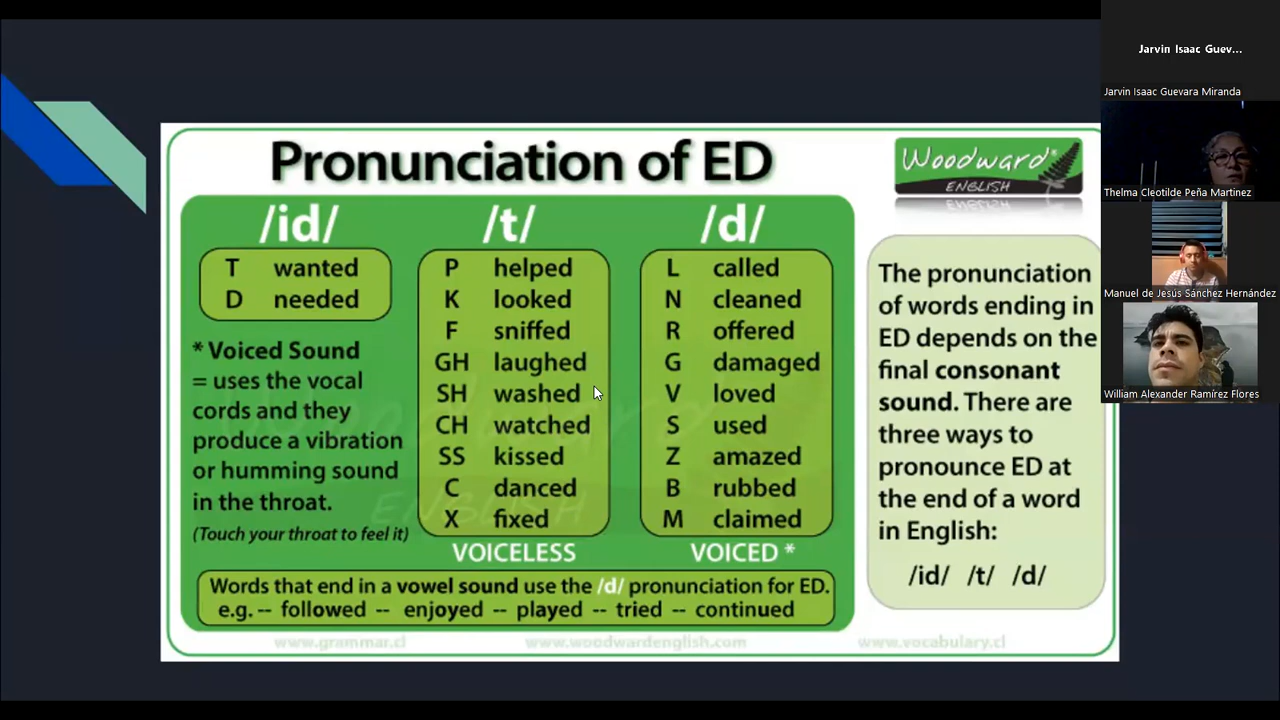 Pronunciation of ED
Woodward
ENGLISH
/id/
T wanted
D needed
* Voiced Sound
= uses the vocal
cords and they
produce a vibration
or humming sound
in the throat.
(Touch your throat to feel it)
/t/
P helped
K looked
F sniffed
GH laughed
SH washed
CH watched
SS kissed
C danced
X fixed
VOICELESS
/d/
L called
N cleaned
R offered
G damaged
V loved
S used
Z amazed
B rubbed
M claimed
VOICED *
Words that end in a vowel sound use the /d/ pronunciation for ED.
e.g. -- followed -- enjoyed -- played -- tried -- continued
The pronunciation
of words ending in
ED depends on the
final consonant
sound. There are
three ways to
pronounce ED at
the end of a word
in English:
/id/ /t/ /d/
www.grammar.cl
www.woodwardenglish.com
www.vocabulary.cl
Jarvin Isaac Guev...
Jarvin Isaac Guevara Miranda
Thelma Cleotilde Peña Martinez
Manuel de Jesús Sánchez Hernández
William Alexander Ramírez Flores